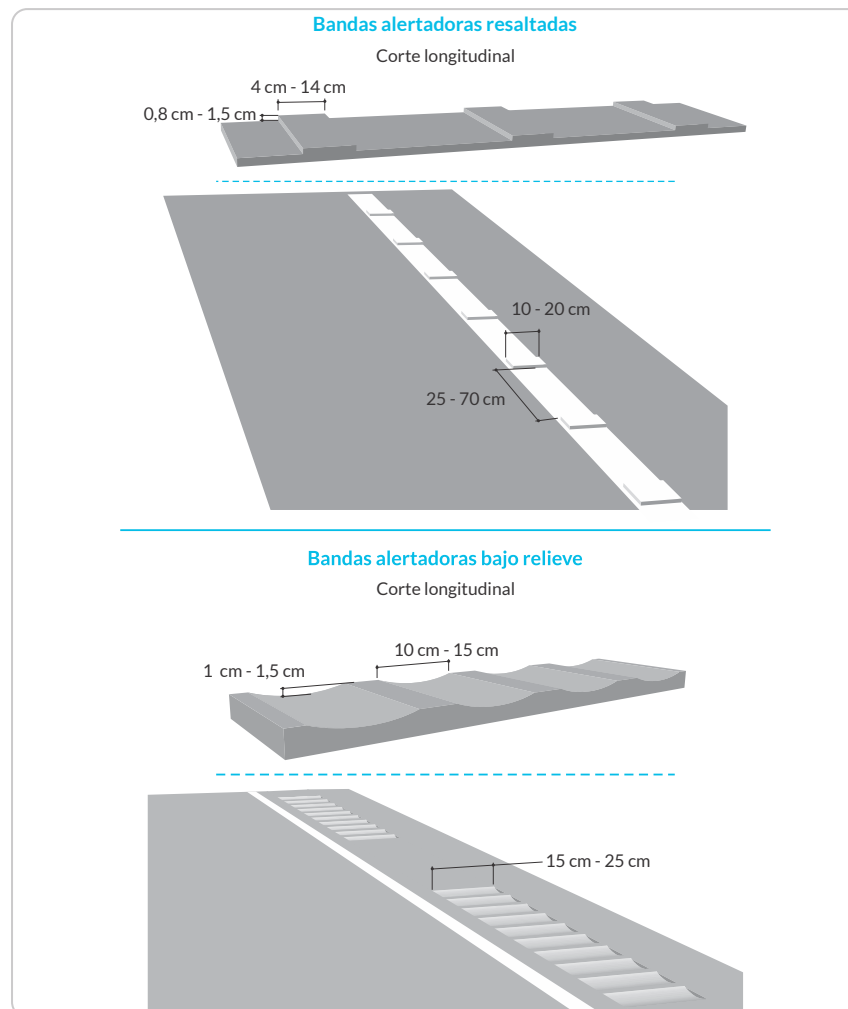 Bandas alertadoras resaltadas
Corte longitudinal
4 cm - 14 cm
0,8 cm - 1,5 cm
10 - 20 cm
25 - 70 cm
Bandas alertadoras bajo relieve
Corte longitudinal
10 cm - 15 cm
1 cm - 1,5 cm
15 cm - 25 cm